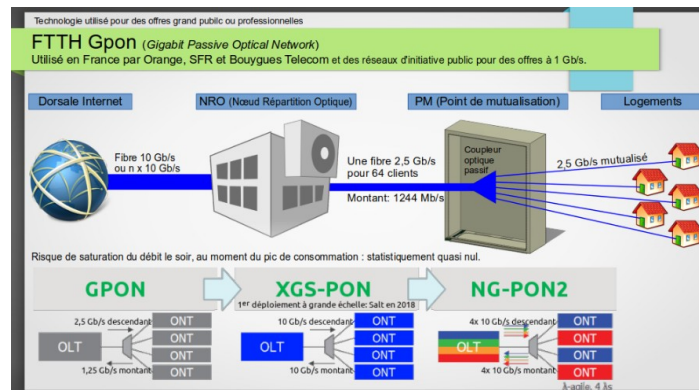 Technologie utilisé pour des offres grand public ou professionnelles
FTTH Gpon (Gigabit Passive Optical Network)
Utilisé en France par Orange, SFR et Bouygues Telecom et des réseaux d'initiative public pour des offres à 1 Gb/s.
Dorsale Internet
NRO (Nœud Répartition Optique)
PM (Point de mutualisation)
Logements
Fibre 10 Gb/s
ou n x 10 Gb/s
Une fibre 2,5 Gb/s
pour 64 clients
Montant: 1244 Mb/s
Coupleur
optique
passif
2,5 Gb/s mutualisé
Risque de saturation du débit le soir, au moment du pic de consommation : statistiquement quasi nul.
GPON
XGS-PON
NG-PON2
1er déploiement à grande échelle: Salt en 2018
2,5 Gb/s descendant
OLT
1,25 Gb/s montant
ONT
ONT
ONT
ONT
10 Gb/s descendant
OLT
10 Gb/s montant
ONT
ONT
ONT
ONT
4x 10 Gb/s descendant
OLT
4x 10 Gb/s montant
ONT
ONT
ONT
ONT
λ-agile, 4 λs